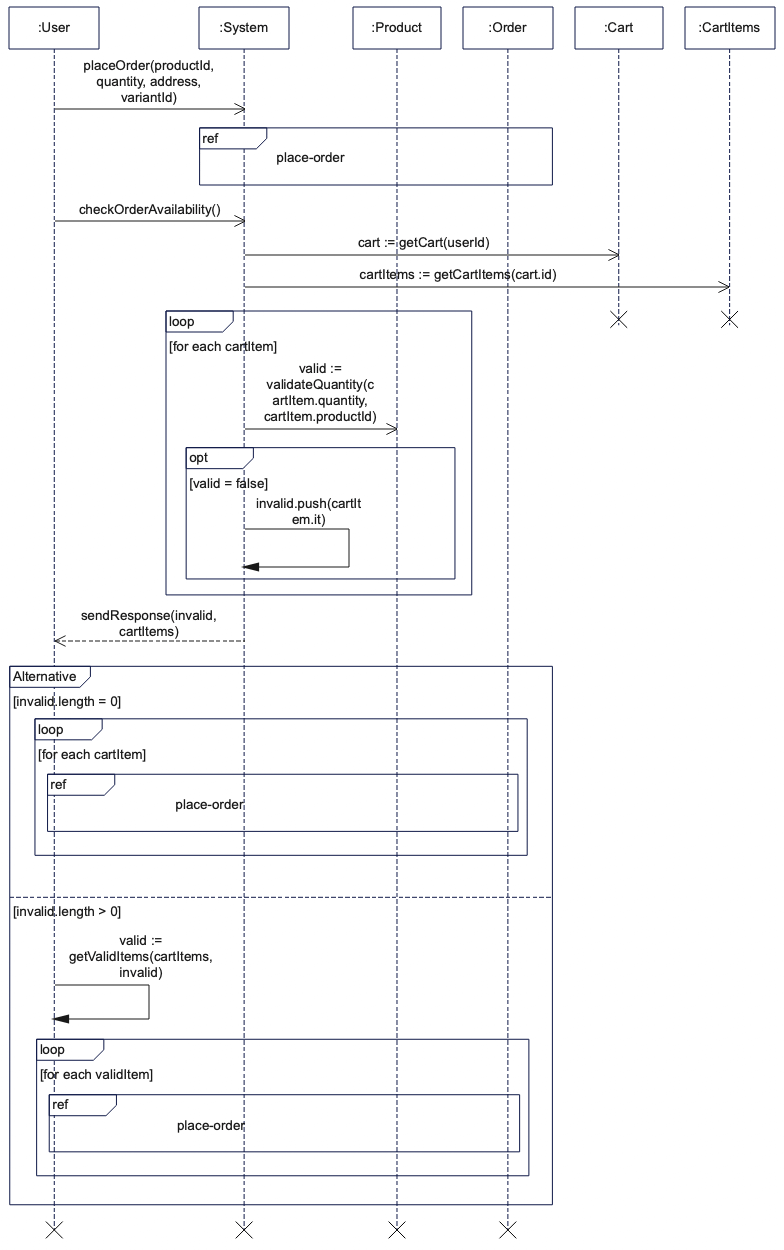 :User
:System
:Product
:Order
:Cart
:CartItems
placeOrder(productId,
quantity, address,
variantId)
ref
place-order
checkOrderAvailability()
cart := getCart(userId)
cartItems := getCartItems(cart.id)
loop
[for each cartItem]
valid :=
validateQuantity(c
artItem.quantity,
cartItem.productId)
opt
[valid = false]
invalid.push(cartIt
em.it)
sendResponse(invalid,
cartItems)
Alternative
[invalid.length = 0]
loop
[for each cartItem]
ref
place-order
[invalid.length > 0]
valid :=
getValidItems(cartItems,
invalid)
loop
[for each validItem]
ref
place-order